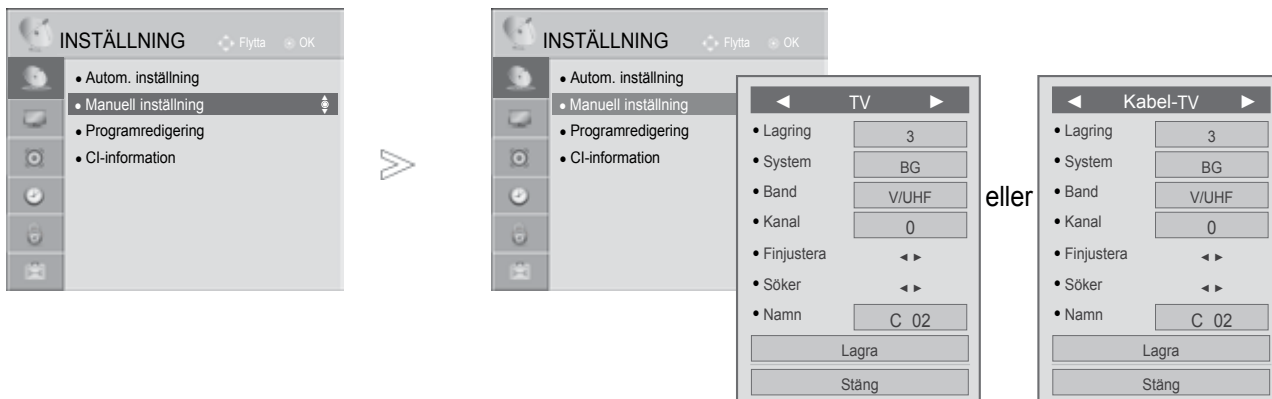 INSTÄLLNING Flytta OK
• Autom. inställning
• Manuell inställning
• Programredigering
• CI-information
INSTÄLLNING Flytta OK
• Autom. inställning
• Manuell inställning
• Programredigering
• CI-information
◄ TV ►
• Lagring 3
• System BG
• Band V/UHF
• Kanal 0
• Finjustera ◄ ►
• Söker ◄ ►
• Namn C 02
Lagra
Stäng
eller
◄ Kabel-TV ►
• Lagring 3
• System BG
• Band V/UHF
• Kanal 0
• Finjustera ◄ ►
• Söker ◄ ►
• Namn C 02
Lagra
Stäng